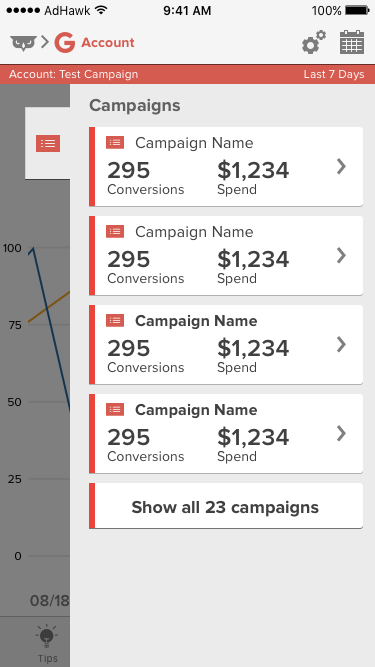 AdHawk 9:41 AM 100%
G Account
Account: Test Campaign Last 7 Days
Campaigns
Campaign Name
295 $1,234
Conversions Spend
Campaign Name
295 $1,234
Conversions Spend
Campaign Name
295 $1,234
Conversions Spend
Campaign Name
295 $1,234
Conversions Spend
Show all 23 campaigns
100
75
50
25
0
08/18
Tips